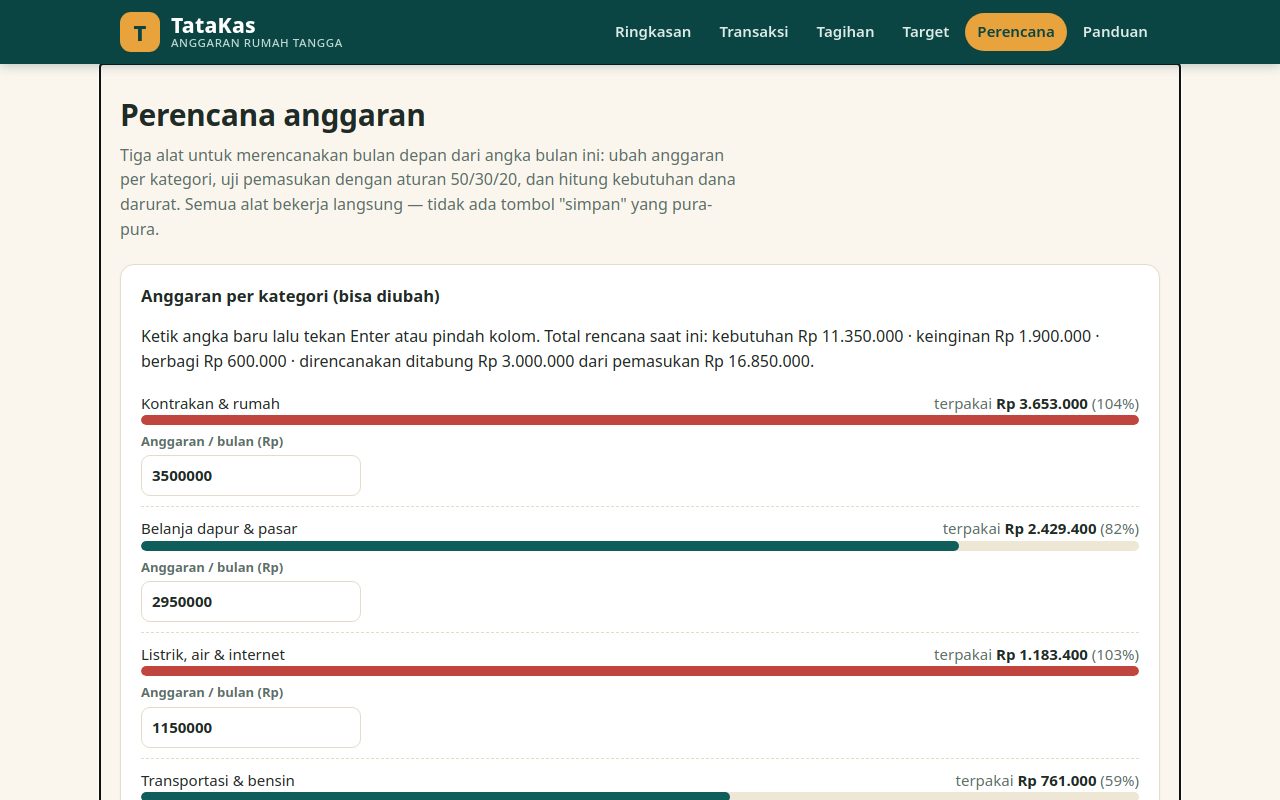 T
TataKas
ANGGARAN RUMAH TANGGA
Ringkasan
Transaksi
Tagihan
Target
Perencana
Panduan
Perencana anggaran
Tiga alat untuk merencanakan bulan depan dari angka bulan ini: ubah anggaran
per kategori, uji pemasukan dengan aturan 50/30/20, dan hitung kebutuhan dana
darurat. Semua alat bekerja langsung — tidak ada tombol "simpan" yang pura-
pura.
Anggaran per kategori (bisa diubah)
Ketik angka baru lalu tekan Enter atau pindah kolom. Total rencana saat ini: kebutuhan Rp 11.350.000 · keinginan Rp 1.900.000 ·
berbagi Rp 600.000 · direncanakan ditabung Rp 3.000.000 dari pemasukan Rp 16.850.000.
Kontrakan & rumah
terpakai Rp 3.653.000 (104%)
Anggaran / bulan (Rp)
3500000
Belanja dapur & pasar
terpakai Rp 2.429.400 (82%)
Anggaran / bulan (Rp)
2950000
Listrik, air & internet
terpakai Rp 1.183.400 (103%)
Anggaran / bulan (Rp)
1150000
Transportasi & bensin
terpakai Rp 761.000 (59%)